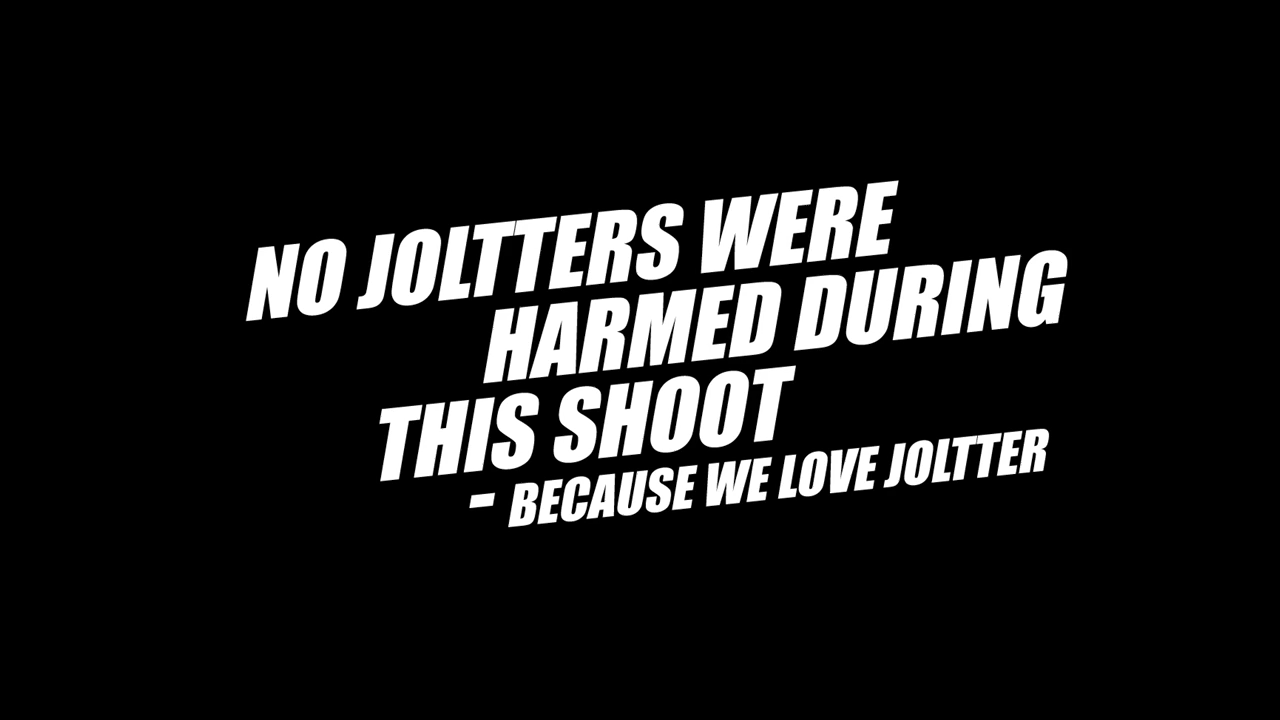 NO JOLTTERS WERE
HARMED DURING
THIS SHOOT
- BECAUSE WE LOVE JOLTTER